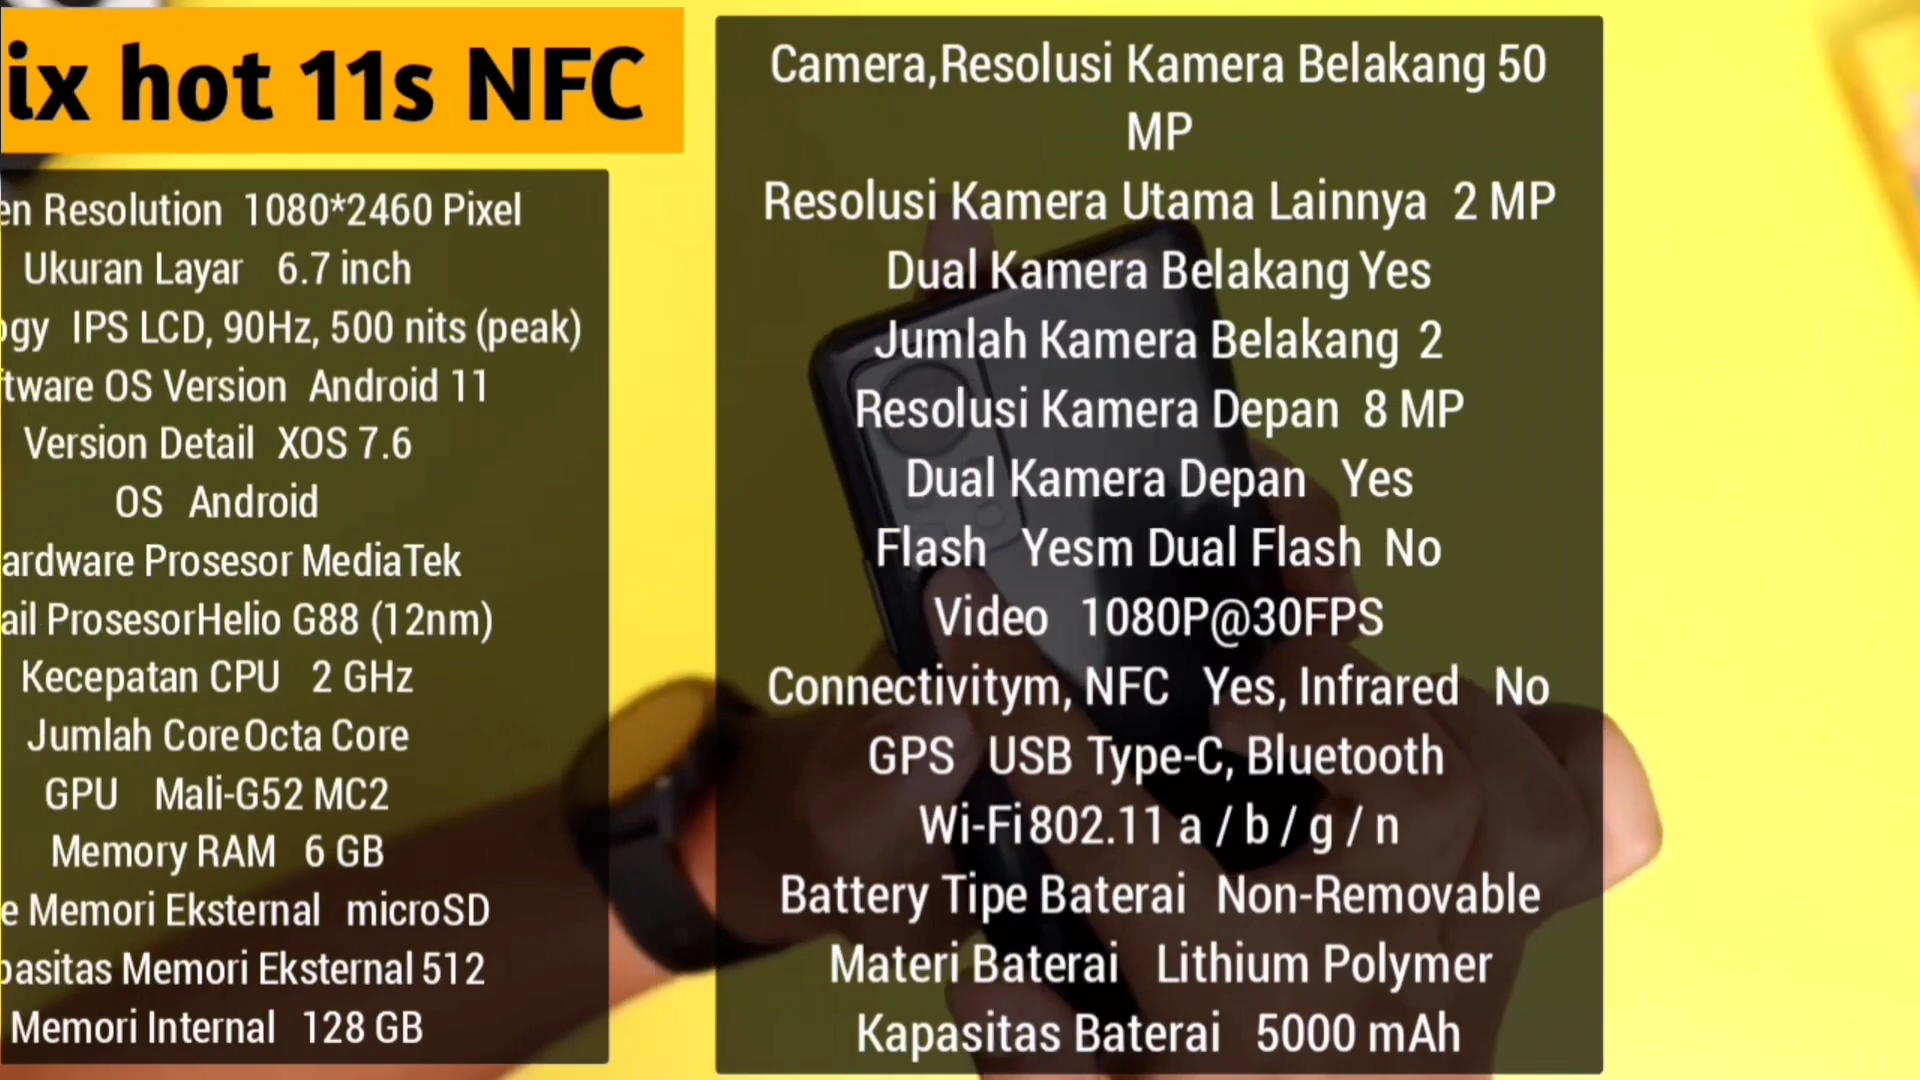 ix hot 11s NFC
en Resolution 1080*2460 Pixel
Ukuran Layar 6.7 inch
ogy IPS LCD, 90Hz, 500 nits (peak)
tware OS Version Android 11
Version Detail XOS 7.6
OS Android
ardware Prosesor MediaTek
ail ProsesorHelio G88 (12nm)
Kecepatan CPU 2 GHz
Jumlah Core Octa Core
GPU Mali-G52 MC2
Memory RAM 6 GB
e Memori Eksternal microSD
pasitas Memori Eksternal 512
Memori Internal 128 GB
Camera,Resolusi Kamera Belakang 50
MP
Resolusi Kamera Utama Lainnya 2 MP
Dual Kamera Belakang Yes
Jumlah Kamera Belakang 2
Resolusi Kamera Depan 8 MP
Dual Kamera Depan Yes
Flash Yesm Dual Flash No
Video 1080P@30FPS
Connectivitym, NFC Yes, Infrared No
GPS USB Type-C, Bluetooth
Wi-Fi 802.11 a / b / g / n
Battery Tipe Baterai Non-Removable
Materi Baterai Lithium Polymer
Kapasitas Baterai 5000 mAh